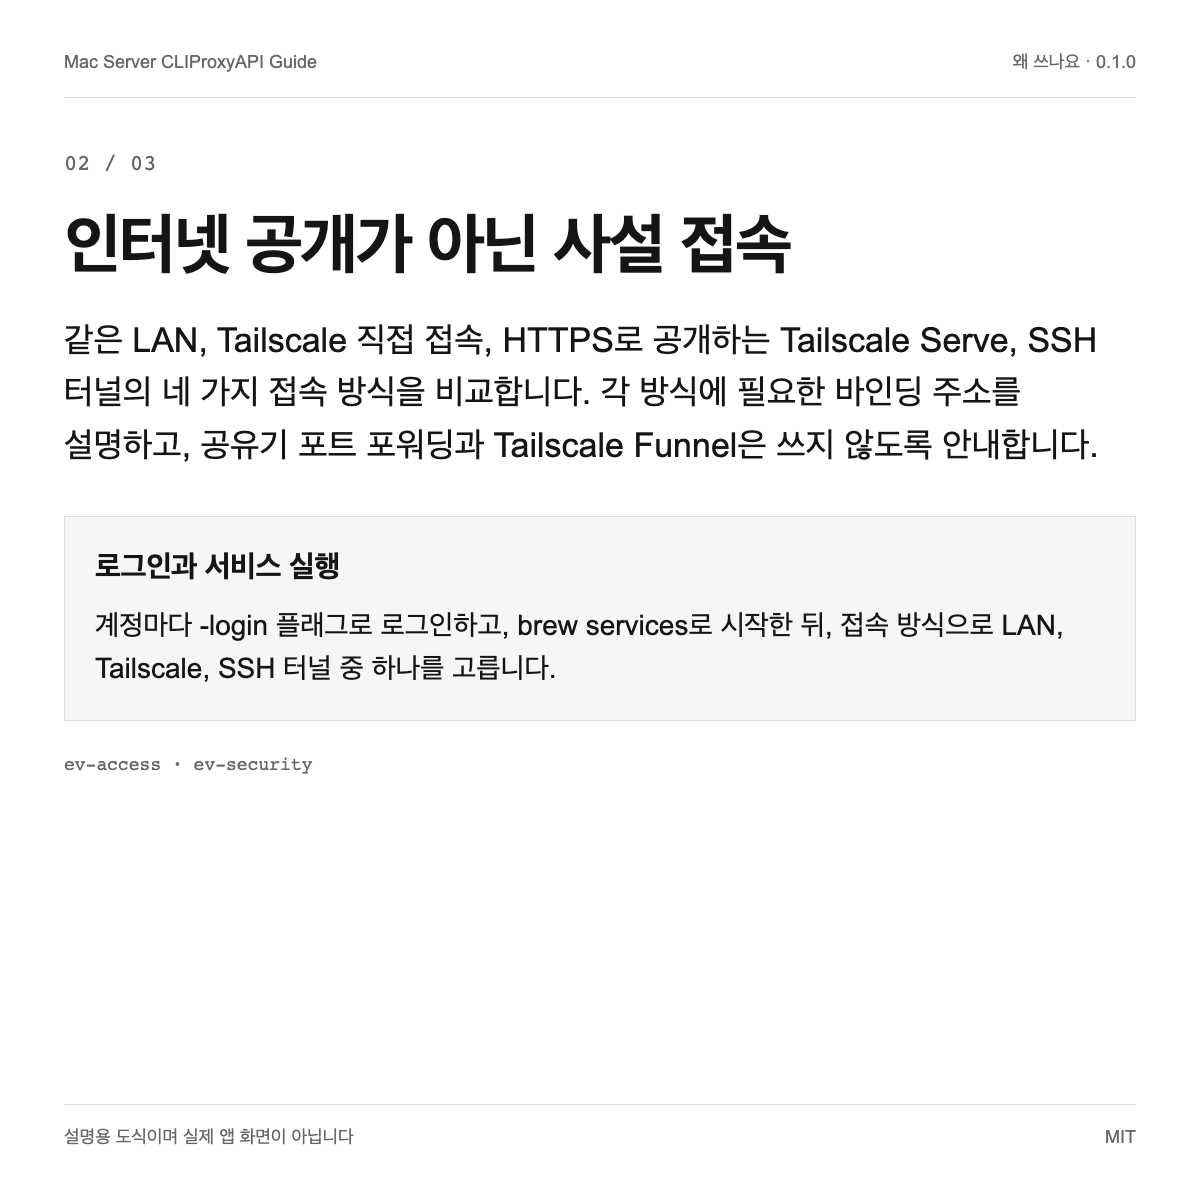 Mac Server CLIProxyAPI Guide
왜 쓰나요 · 0.1.0
02 / 03
인터넷 공개가 아닌 사설 접속
같은 LAN, Tailscale 직접 접속, HTTPS로 공개하는 Tailscale Serve, SSH
터널의 네 가지 접속 방식을 비교합니다. 각 방식에 필요한 바인딩 주소를
설명하고, 공유기 포트 포워딩과 Tailscale Funnel은 쓰지 않도록 안내합니다.
로그인과 서비스 실행
계정마다 -login 플래그로 로그인하고, brew services로 시작한 뒤, 접속 방식으로 LAN,
Tailscale, SSH 터널 중 하나를 고릅니다.
ev-access · ev-security
설명용 도식이며 실제 앱 화면이 아닙니다
MIT